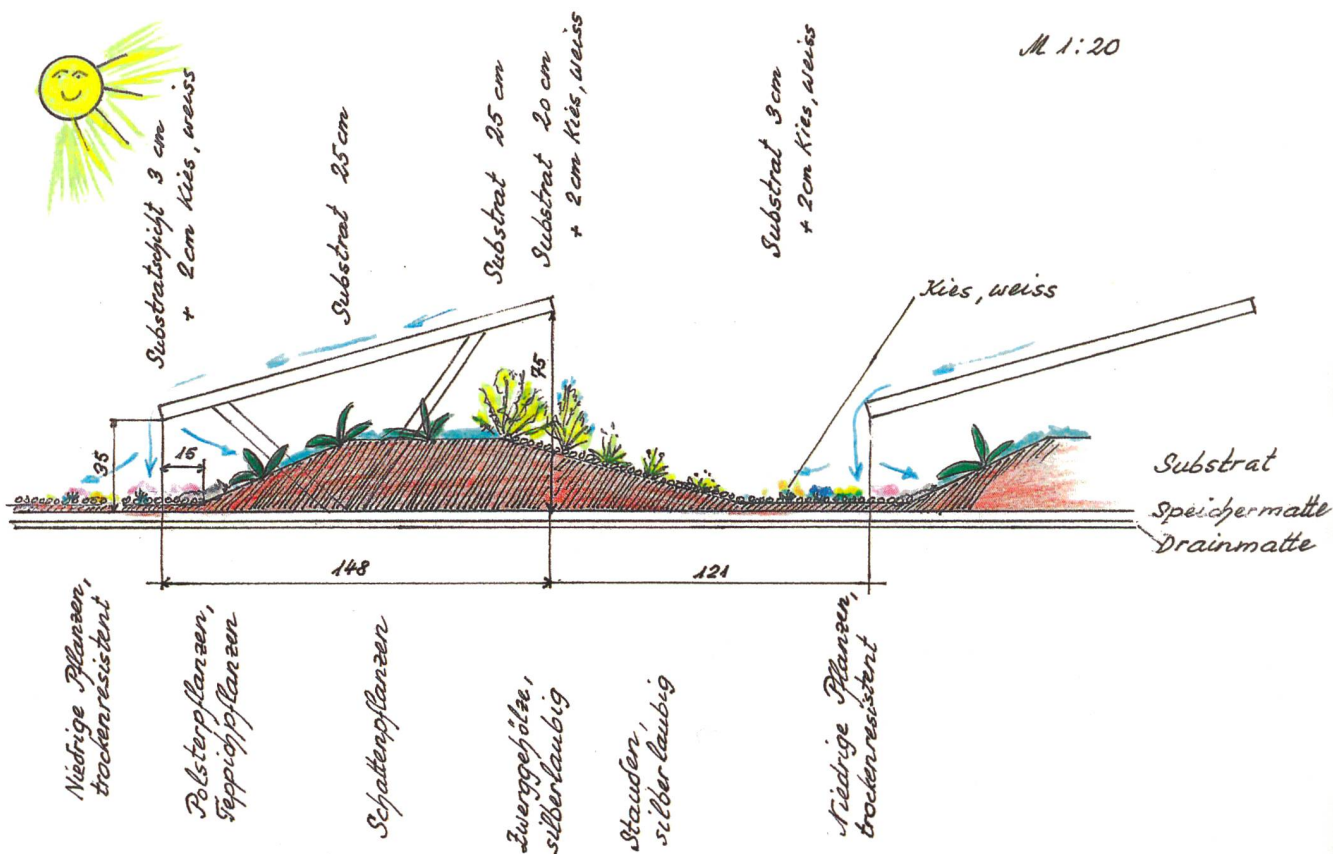 M 1:20
Substratschicht 3 cm
+ 2cm Kies, weiss
Substrat 25cm
Substrat 25 cm
Substrat 20 cm
+ 2cm Kies, weiss
Substrat 3cm
+ 2cm Kies, weiss
Kies, weiss
75
35
15
Substrat
Speichermatte
Drainmatte
148
121
Niedrige Pflanzen,
trockenresistent
Polsterpflanzen,
Teppichpflanzen
Schattenpflanzen
Zwerggehölze,
silberlaubig
Stauden,
silberlaubig
Niedrige Pflanzen,
trockenresistent